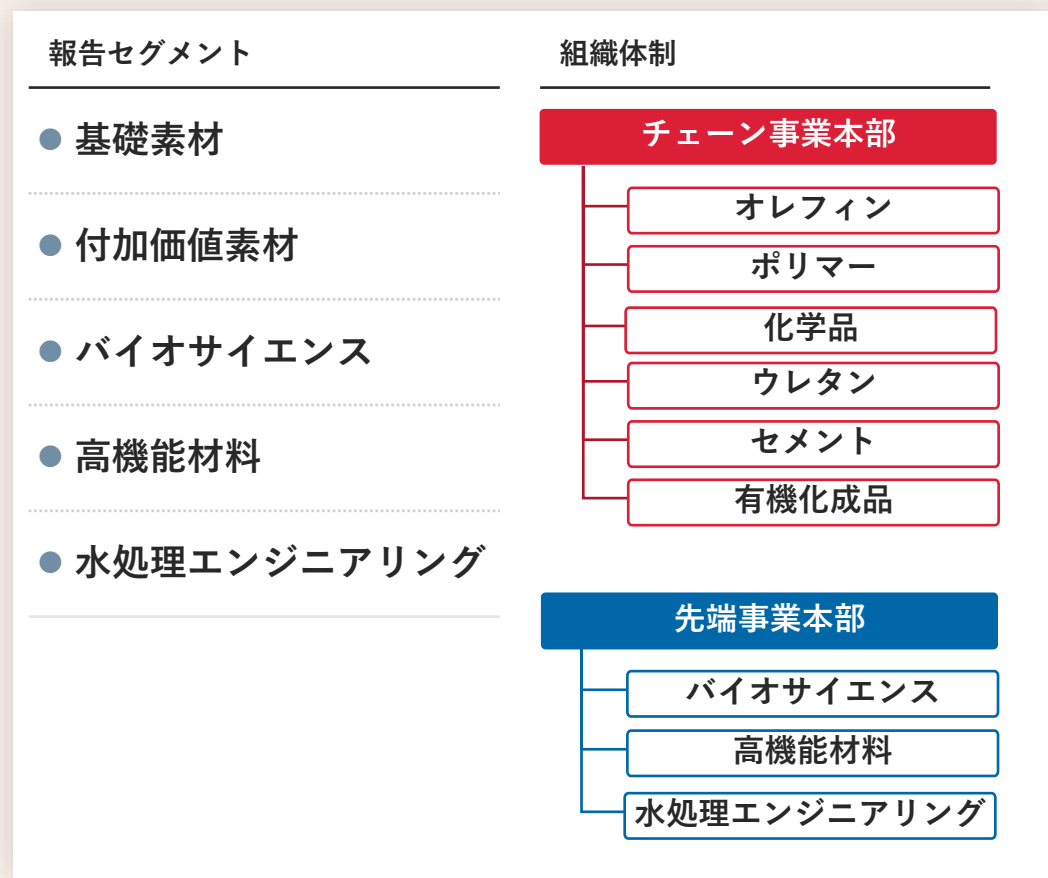 報告セグメント
基礎素材
付加価値素材
バイオサイエンス
高機能材料
水処理エンジニアリング
組織体制
チェーン事業本部
オレフィン
ポリマー
化学品
ウレタン
セメント
有機化成品
先端事業本部
バイオサイエンス
高機能材料
水処理エンジニアリング